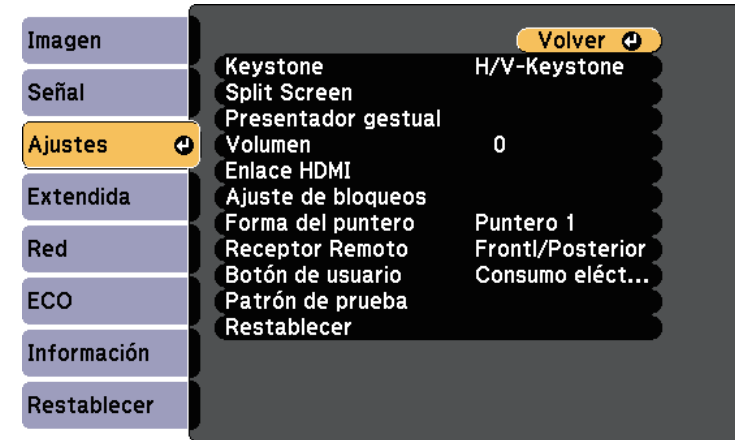 Imagen
Señal
Ajustes
Extendida
Red
ECO
Información
Restablecer
Volver
Keystone H/V-Keystone
Split Screen
Presentador gestual
Volumen 0
Enlace HDMI
Ajuste de bloqueos
Forma del puntero Puntero 1
Receptor Remoto Frontl/Posterior
Botón de usuario Consumo eléct...
Patrón de prueba
Restablecer